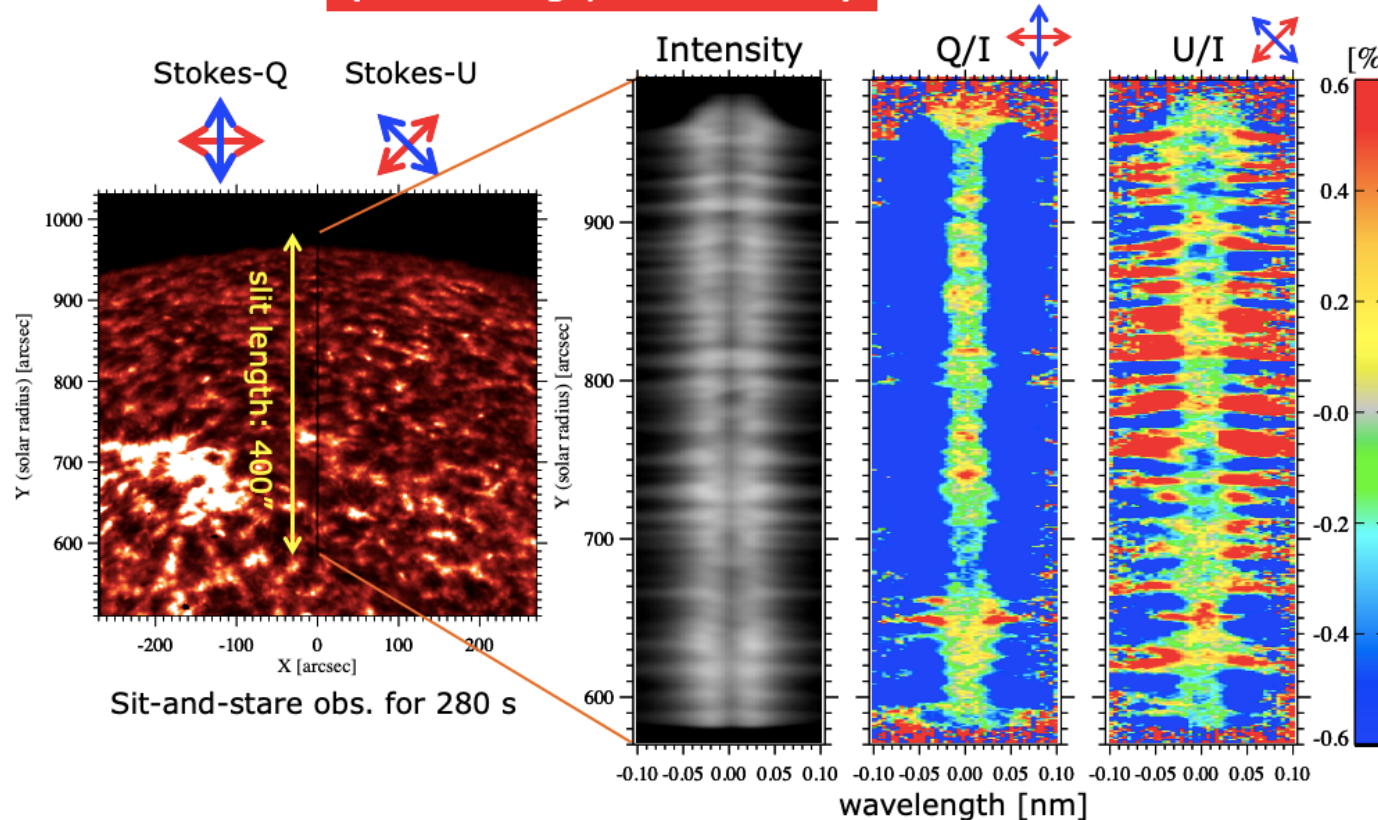 Stokes-Q
Stokes-U
Intensity
Q/I
U/I
[%
1000
900
800
700
600
Y (solar radius) [arcsec]
slit length: 400"
-200
-100
0
100
200
X [arcsec]
Sit-and-stare obs. for 280 s
Y (solar radius) [arcsec]
900
800
700
600
-0.10 -0.05 0.00 0.05 0.10
-0.10 -0.05 0.00 0.05 0.10
-0.10 -0.05 0.00 0.05 0.10
wavelength [nm]
0.6
0.4
0.2
-0.0
-0.2
-0.4
-0.6